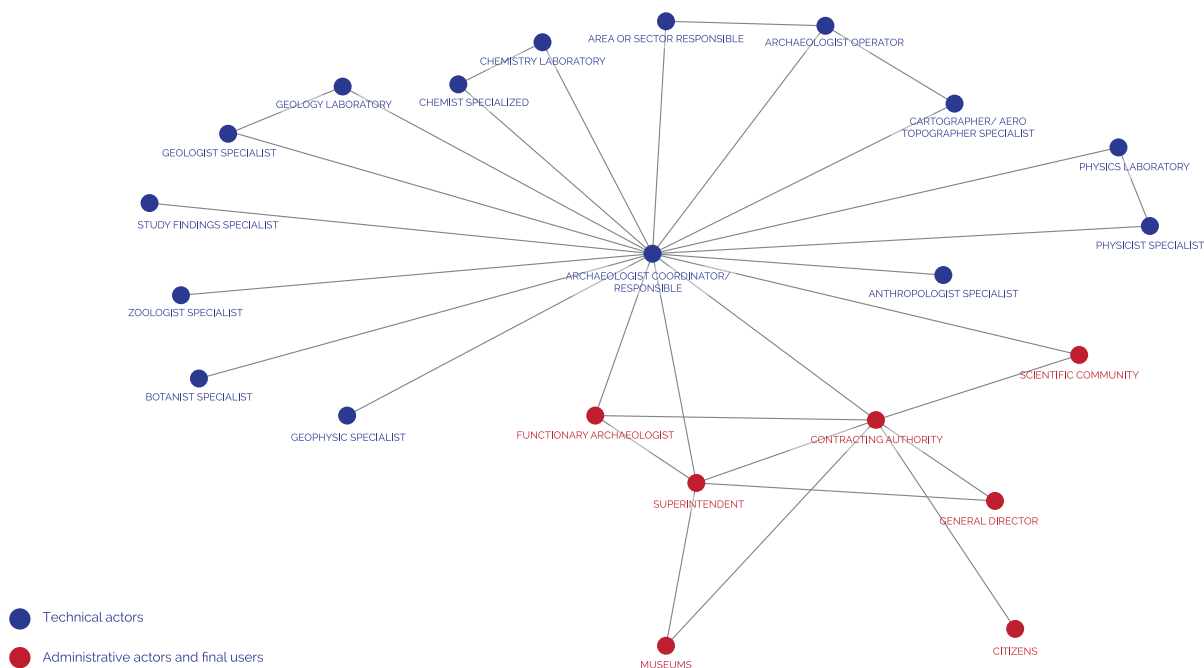 AREA OR SECTOR RESPONSIBLE
ARCHAEOLOGIST OPERATOR
CHEMISTRY LABORATORY
GEOLOGY LABORATORY
CHEMIST SPECIALIZED
CARTOGRAPHER/ AERO
TOPOGRAPHER SPECIALIST
GEOLOGIST SPECIALIST
PHYSICS LABORATORY
STUDY FINDINGS SPECIALIST
PHYSICIST SPECIALIST
ARCHAEOLOGIST COORDINATOR/
RESPONSIBLE
ANTHROPOLOGIST SPECIALIST
ZOOLOGIST SPECIALIST
SCIENTIFIC COMMUNITY
BOTANIST SPECIALIST
GEOPHYSIC SPECIALIST
FUNCTIONARY ARCHAEOLOGIST
CONTRACTING AUTHORITY
SUPERINTENDENT
GENERAL DIRECTOR
Technical actors
CITIZENS
Administrative actors and final users
MUSEUMS